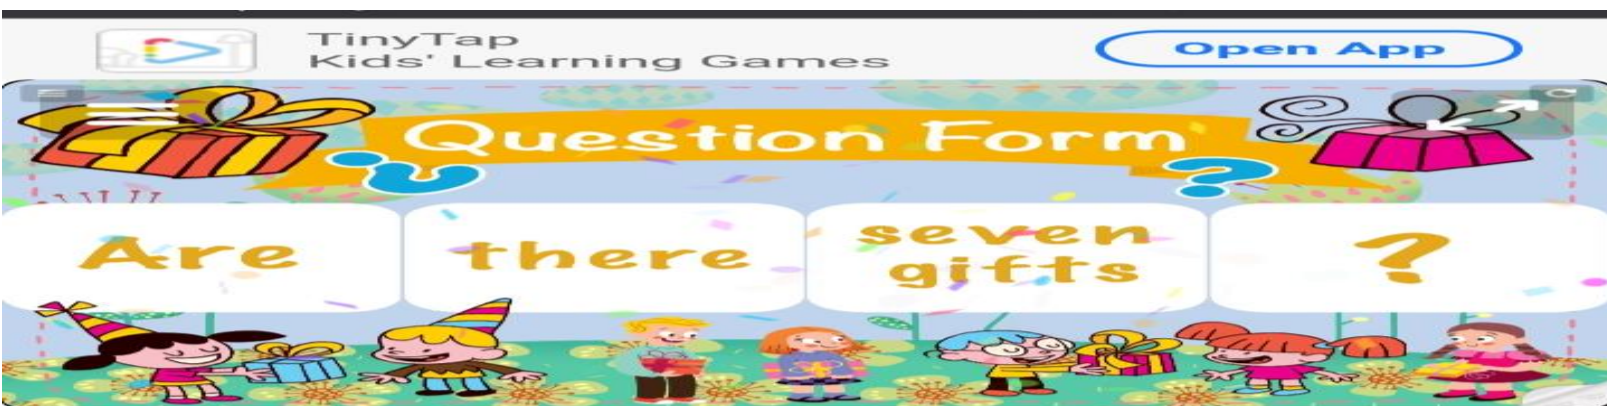 TinyTap
Kids' Learning Games
Open App
Question Form
Are there seven gifts ?